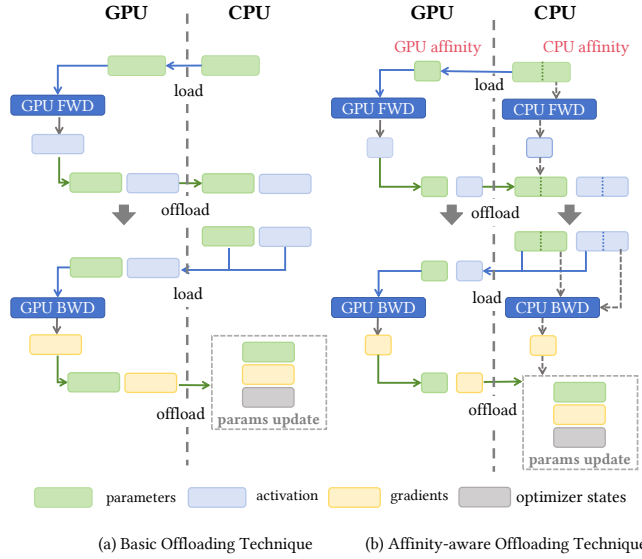 GPU CPU
GPU CPU
GPU affinity CPU affinity
load
load
GPU FWD
GPU FWD
CPU FWD
offload
offload
load
load
GPU BWD
GPU BWD
CPU BWD
offload
params update
offload
params update
parameters activation gradients optimizer states
(a) Basic Offloading Technique
(b) Affinity-aware Offloading Technique